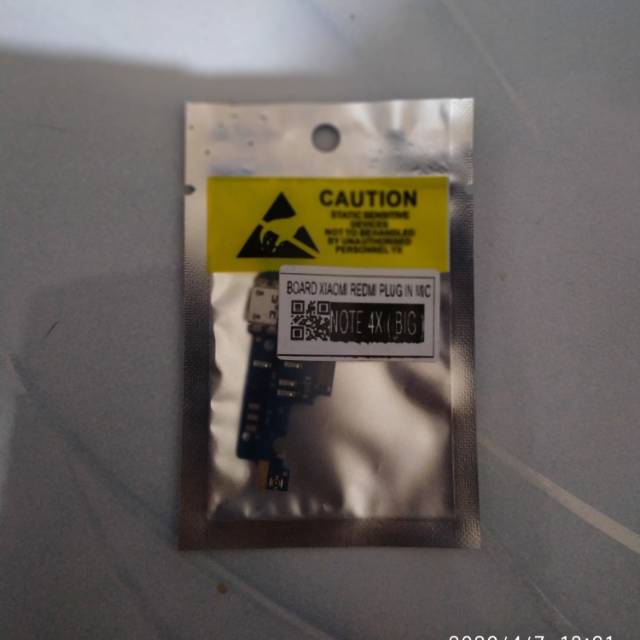 CAUTION
STATIC SENSITIVE
DEVICES
NOT TO BE HANDLED
BY UNAUTHORISED
PERSONNEL
BOARD XIAOMI REDMI PLUG IN MIC
NOTE 4X ( BIG )